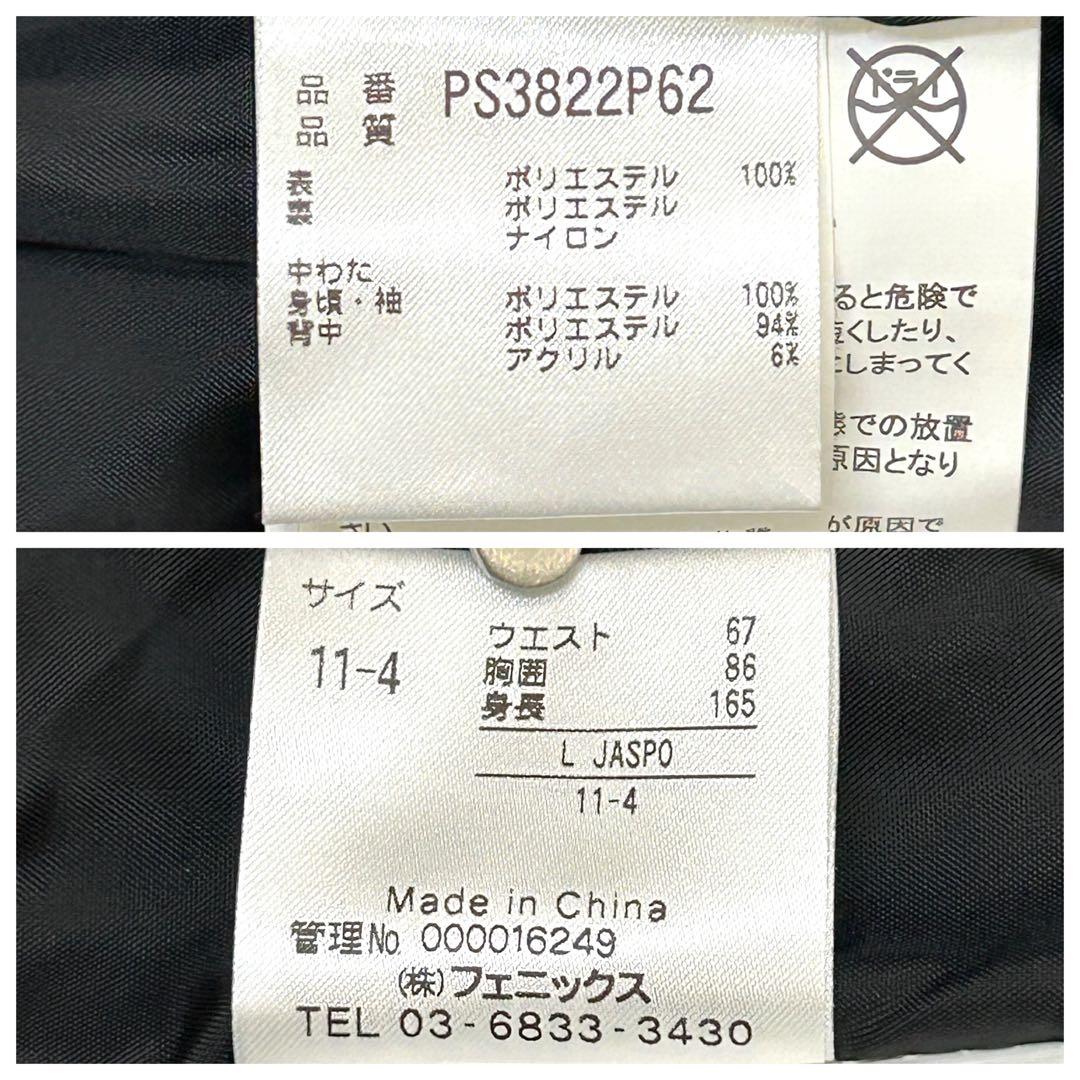 品 番 PS3822P62
品 質
表 ポリエステル 100%
裏 ポリエステル
ナイロン
中わた
身頃・袖 ポリエステル 100%
背中 ポリエステル 94%
アクリル 6%
ドライ
ると危険で
くしたり、
しまってく
態での放置
原因となり
が原因で
さい
サイズ
11-4
ウエスト 67
胸囲 86
身長 165
L JASPO
11-4
Made in China
管理No. 000016249
(株)フェニックス
TEL 03-6833-3430